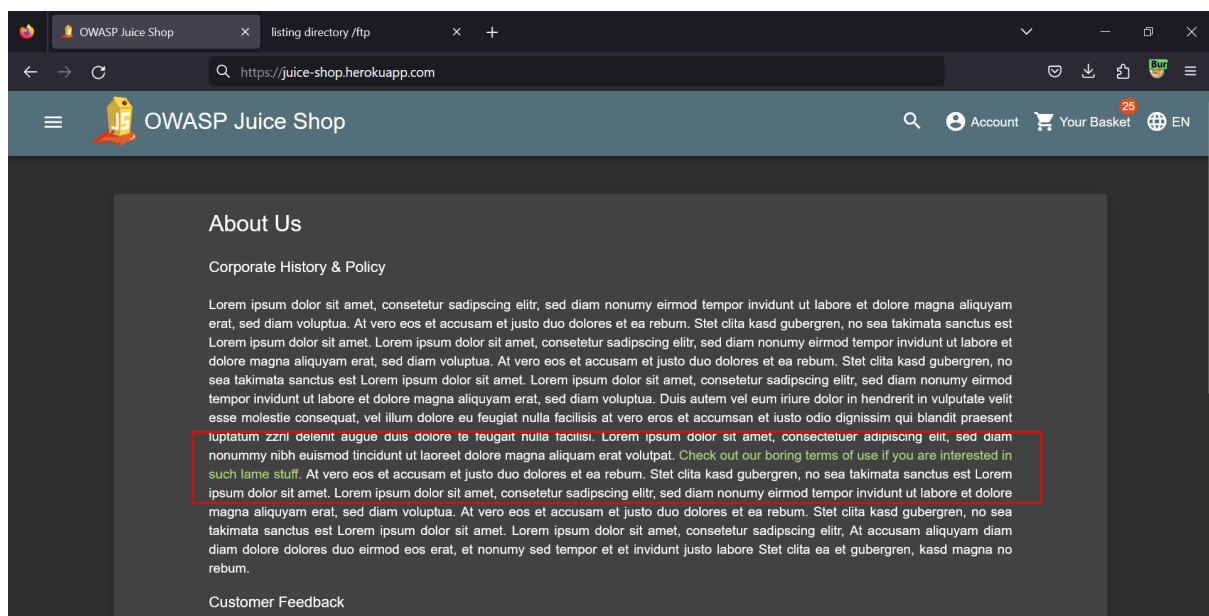 OWASP Juice Shop
listing directory /ftp
https://juice-shop.herokuapp.com
Bur
JS
OWASP Juice Shop
Account
25
Your Basket
EN
About Us
Corporate History & Policy
Lorem ipsum dolor sit amet, consetetur sadipscing elitr, sed diam nonumy eirmod tempor invidunt ut labore et dolore magna aliquyam
erat, sed diam voluptua. At vero eos et accusam et justo duo dolores et ea rebum. Stet clita kasd gubergren, no sea takimata sanctus est
Lorem ipsum dolor sit amet. Lorem ipsum dolor sit amet, consetetur sadipscing elitr, sed diam nonumy eirmod tempor invidunt ut labore et
dolore magna aliquyam erat, sed diam voluptua. At vero eos et accusam et justo duo dolores et ea rebum. Stet clita kasd gubergren, no
sea takimata sanctus est Lorem ipsum dolor sit amet. Lorem ipsum dolor sit amet, consetetur sadipscing elitr, sed diam nonumy eirmod
tempor invidunt ut labore et dolore magna aliquyam erat, sed diam voluptua. Duis autem vel eum iriure dolor in hendrerit in vulputate velit
esse molestie consequat, vel illum dolore eu feugiat nulla facilisis at vero eros et accumsan et iusto odio dignissim qui blandit praesent
luptatum zzril delenit augue duis dolore te feugait nulla facilisi. Lorem ipsum dolor sit amet, consectetuer adipiscing elit, sed diam
nonummy nibh euismod tincidunt ut laoreet dolore magna aliquam erat volutpat. Check out our boring terms of use if you are interested in
such lame stuff. At vero eos et accusam et justo duo dolores et ea rebum. Stet clita kasd gubergren, no sea takimata sanctus est Lorem
ipsum dolor sit amet. Lorem ipsum dolor sit amet, consetetur sadipscing elitr, sed diam nonumy eirmod tempor invidunt ut labore et dolore
magna aliquyam erat, sed diam voluptua. At vero eos et accusam et justo duo dolores et ea rebum. Stet clita kasd gubergren, no sea
takimata sanctus est Lorem ipsum dolor sit amet. Lorem ipsum dolor sit amet, consetetur sadipscing elitr, At accusam aliquyam diam
diam dolore dolores duo eirmod eos erat, et nonumy sed tempor et et invidunt justo labore Stet clita ea et gubergren, kasd magna no
rebum.
Customer Feedback